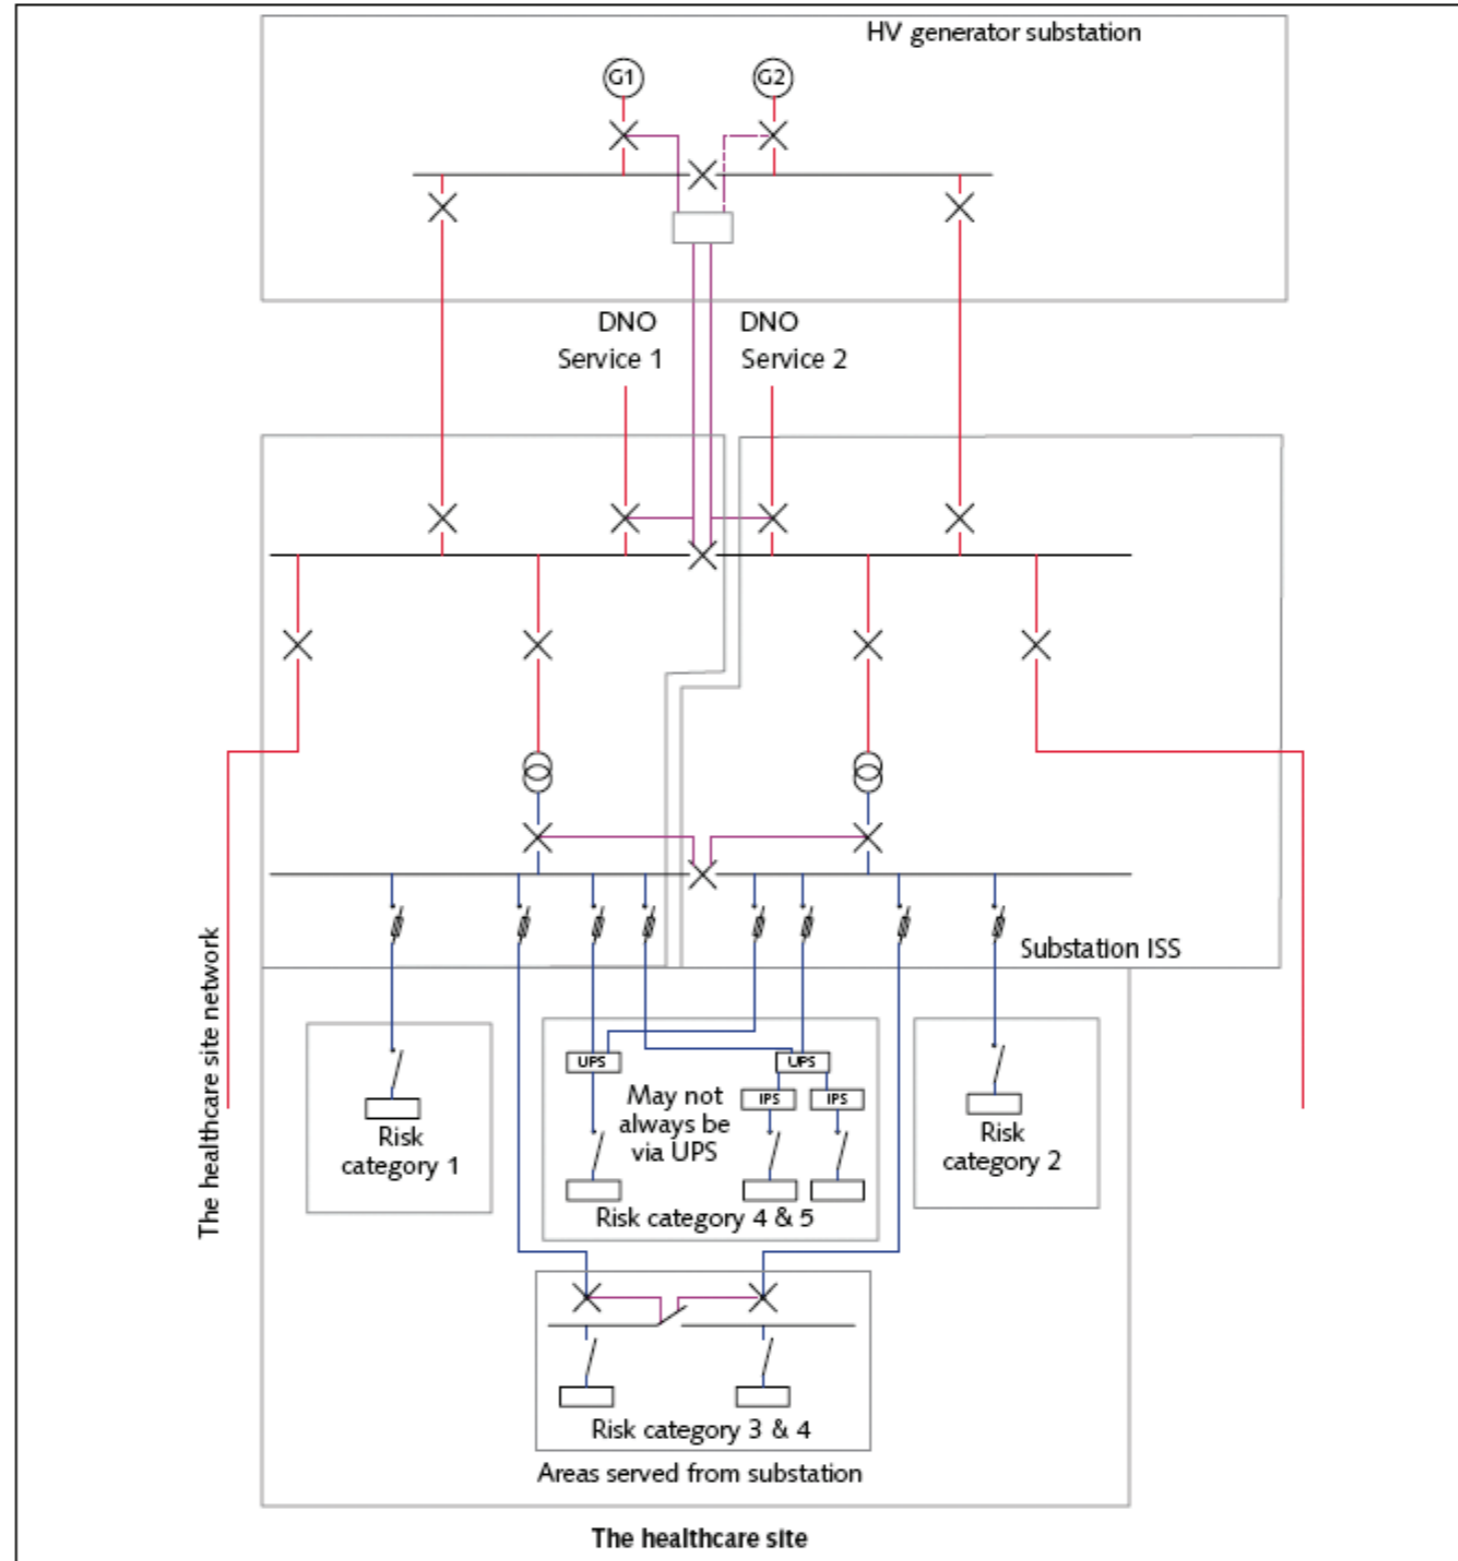 HV generator substation
G1
G2
DNO
Service 1
DNO
Service 2
Substation ISS
The healthcare site network
UPS
UPS
IPS
IPS
May not
always be
via UPS
Risk
category 1
Risk
category 2
Risk category 4 & 5
Risk category 3 & 4
Areas served from substation
The healthcare site